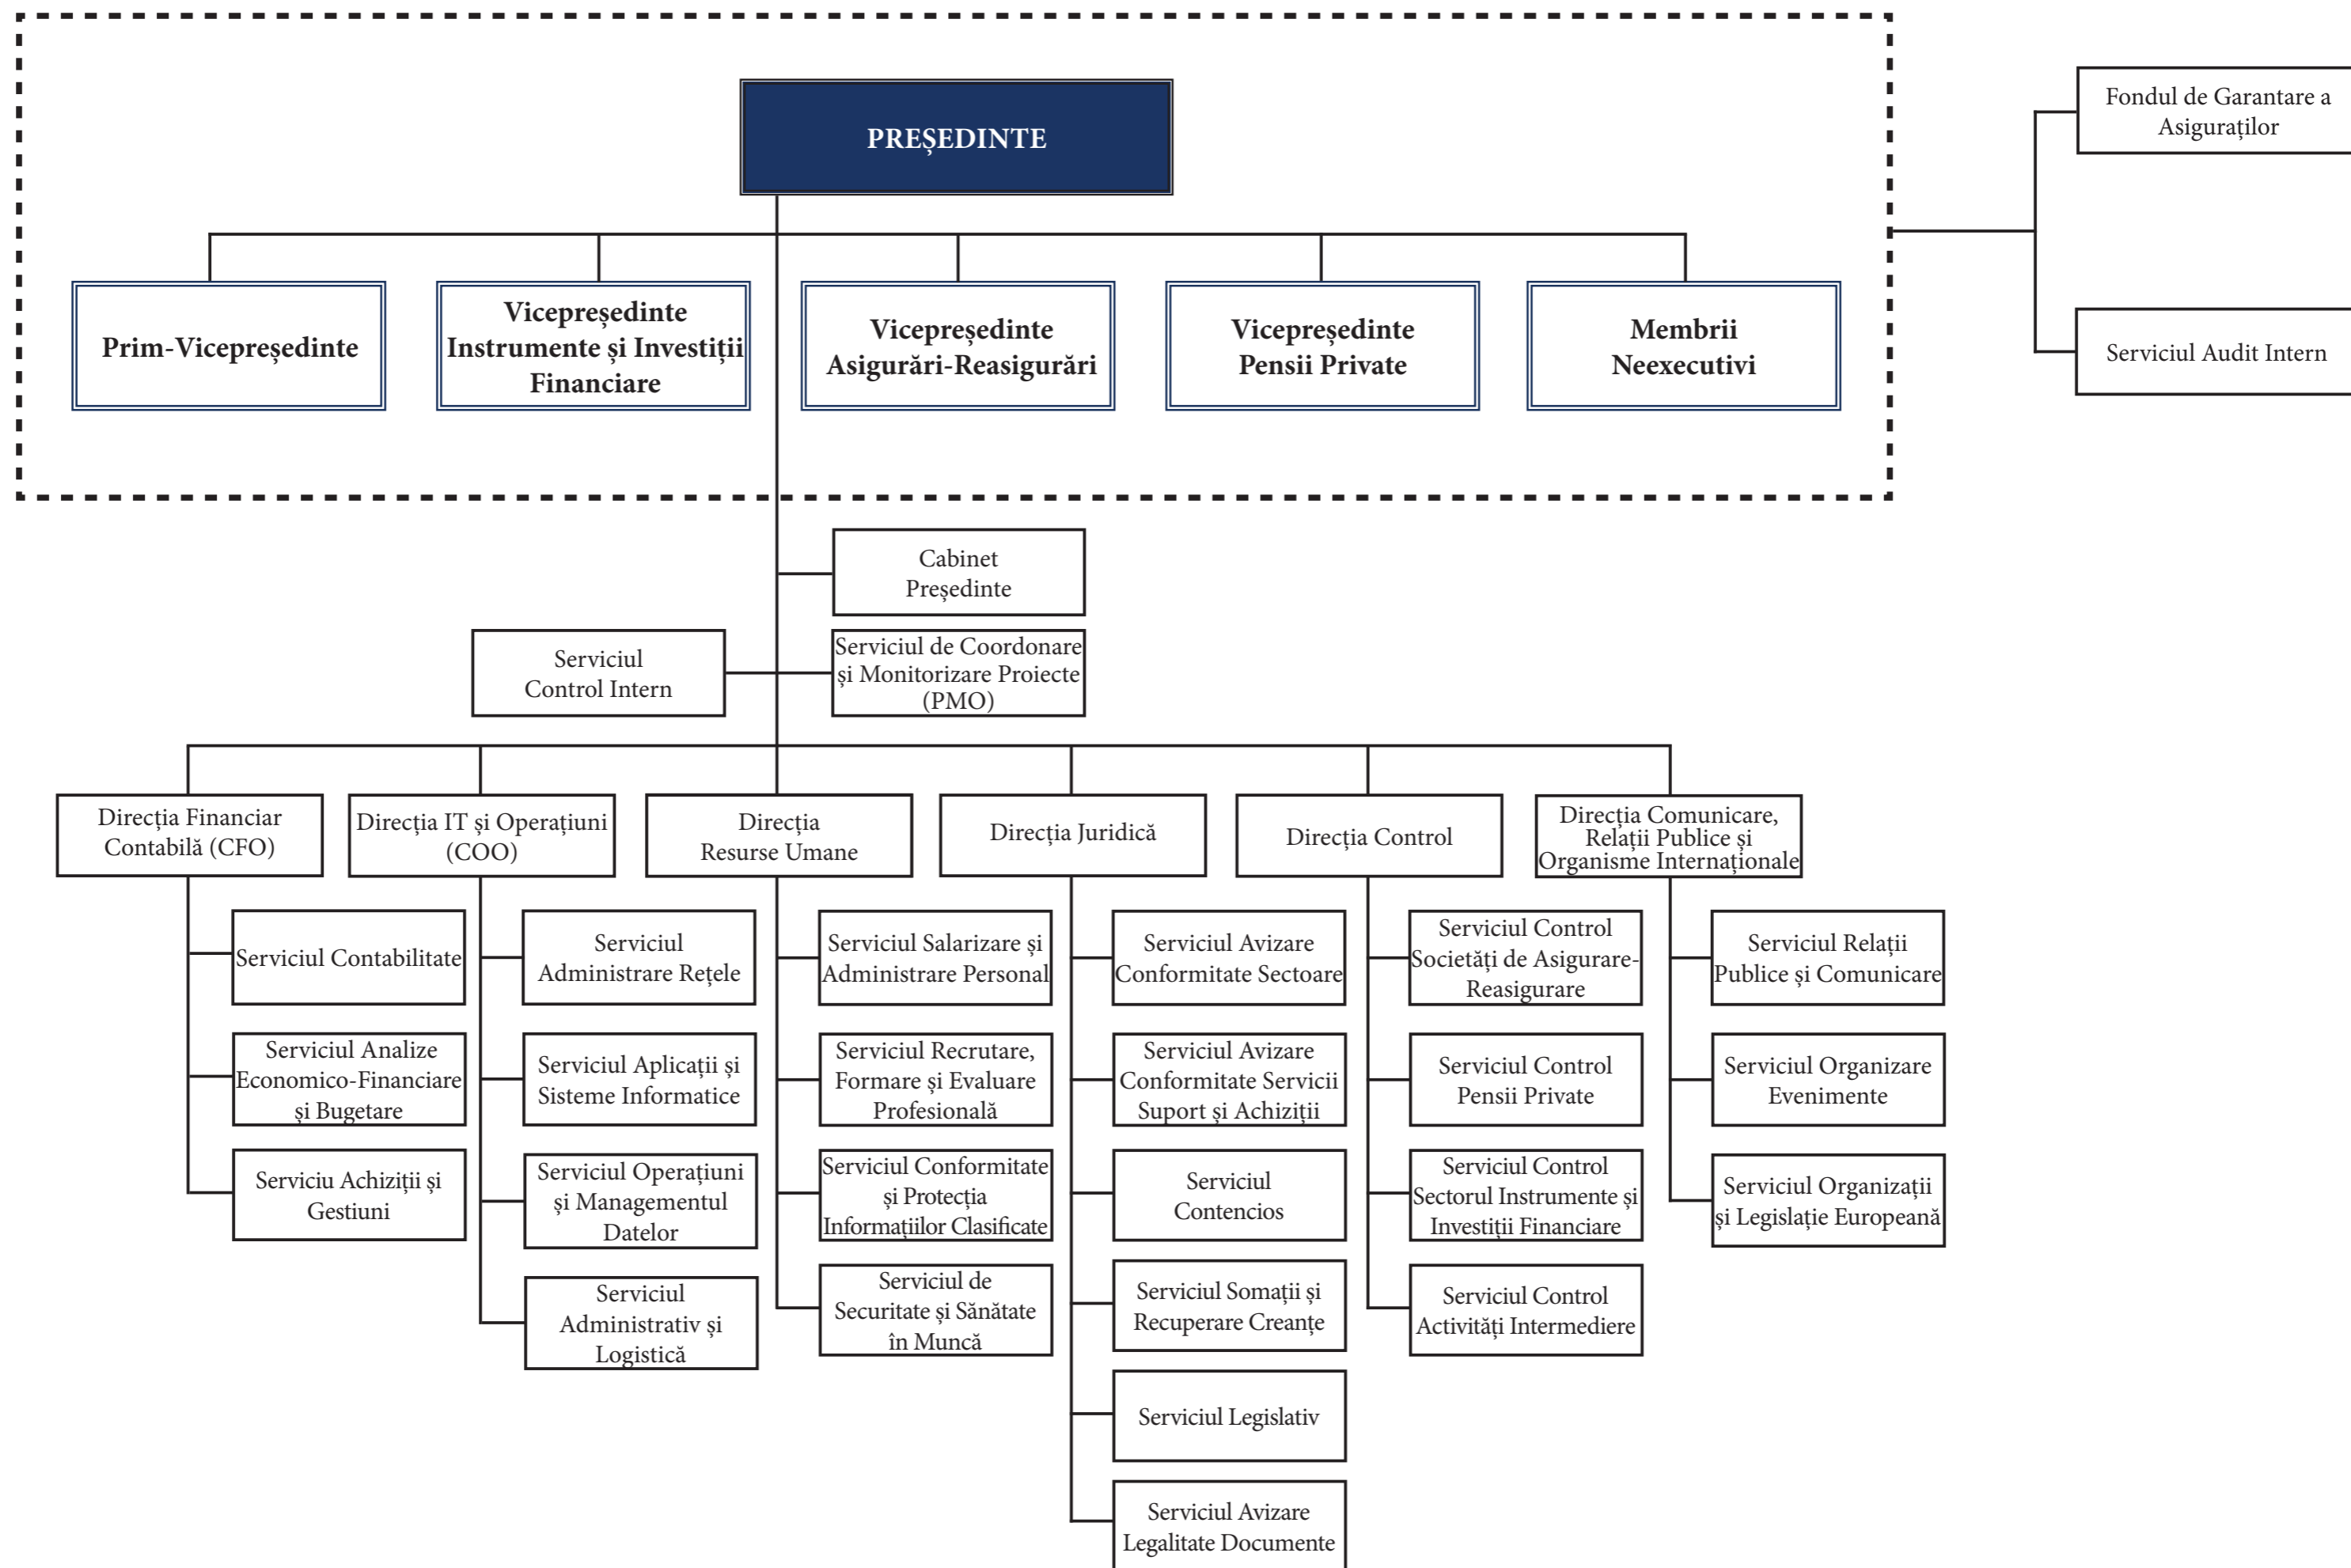 PREȘEDINTE
Fondul de Garantare a
Asiguraților
Prim-Vicepreședinte
Vicepreședinte
Instrumente și Investiții
Financiare
Vicepreședinte
Asigurări-Reasigurări
Vicepreședinte
Pensii Private
Membrii
Neexecutivi
Serviciul Audit Intern
Cabinet
Președinte
Serviciul
Control Intern
Serviciul de Coordonare
și Monitorizare Proiecte
(PMO)
Direcția Financiar
Contabilă (CFO)
Direcția IT și Operațiuni
(COO)
Direcția
Resurse Umane
Direcția Juridică
Direcția Control
Direcția Comunicare,
Relații Publice și
Organisme Internaționale
Serviciul Contabilitate
Serviciul Analize
Economico-Financiare
și Bugetare
Serviciu Achiziții și
Gestiuni
Serviciul
Administrare Rețele
Serviciul Aplicații și
Sisteme Informatice
Serviciul Operațiuni
și Managementul
Datelor
Serviciul
Administrativ și
Logistică
Serviciul Salarizare și
Administrare Personal
Serviciul Recrutare,
Formare și Evaluare
Profesională
Serviciul Conformitate
și Protecția
Informațiilor Clasificate
Serviciul de
Securitate și Sănătate
în Muncă
Serviciul Avizare
Conformitate Sectoare
Serviciul Avizare
Conformitate Servicii
Suport și Achiziții
Serviciul
Contencios
Serviciul Somații și
Recuperare Creanțe
Serviciul Legislativ
Serviciul Avizare
Legalitate Documente
Serviciul Control
Societăți de Asigurare-
Reasigurare
Serviciul Control
Pensii Private
Serviciul Control
Sectorul Instrumente și
Investiții Financiare
Serviciul Control
Activități Intermediere
Serviciul Relații
Publice și Comunicare
Serviciul Organizare
Evenimente
Serviciul Organizații
și Legislație Europeană